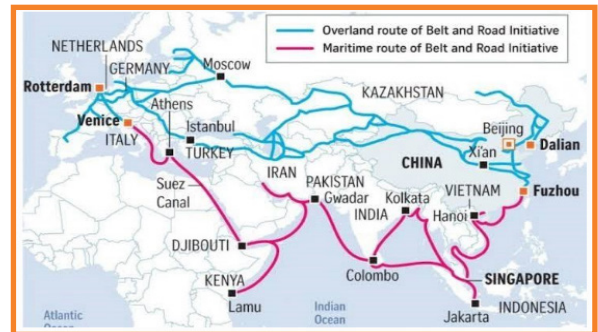 Overland route of Belt and Road Initiative
Maritime route of Belt and Road Initiative
NETHERLANDS
GERMANY
Moscow
Rotterdam
KAZAKHSTAN
Athens
Venice
ITALY
Istanbul
TURKEY
Beijing
Dalian
CHINA
Xi'an
IRAN
PAKISTAN
Suez
Canal
Gwadar
Kolkata
VIETNAM
Fuzhou
INDIA
Hanoi
DJIBOUTI
KENYA
Colombo
SINGAPORE
Lamu
INDONESIA
Jakarta
Atlantic
Indian
Ocean